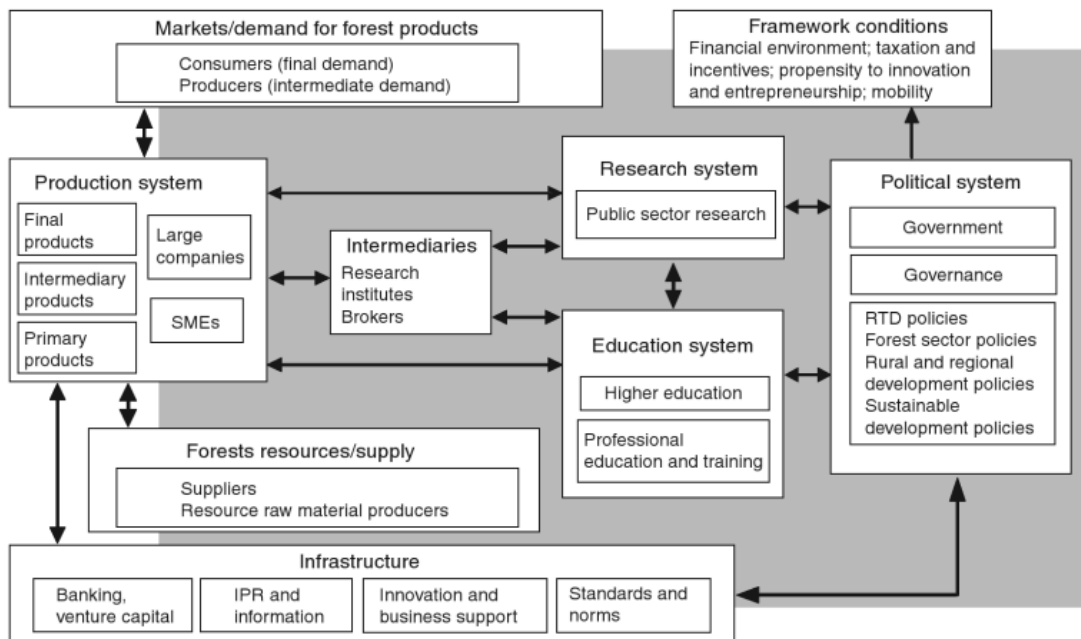 Markets/demand for forest products
Consumers (final demand)
Producers (intermediate demand)
Framework conditions
Financial environment; taxation and
incentives; propensity to innovation
and entrepreneurship; mobility
Production system
Final
products
Intermediary
products
Primary
products
Large
companies
SMEs
Intermediaries
Research
institutes
Brokers
Research system
Public sector research
Education system
Higher education
Professional
education and training
Political system
Government
Governance
RTD policies
Forest sector policies
Rural and regional
development policies
Sustainable
development policies
Forests resources/supply
Suppliers
Resource raw material producers
Infrastructure
Banking,
venture capital
IPR and
information
Innovation and
business support
Standards and
norms